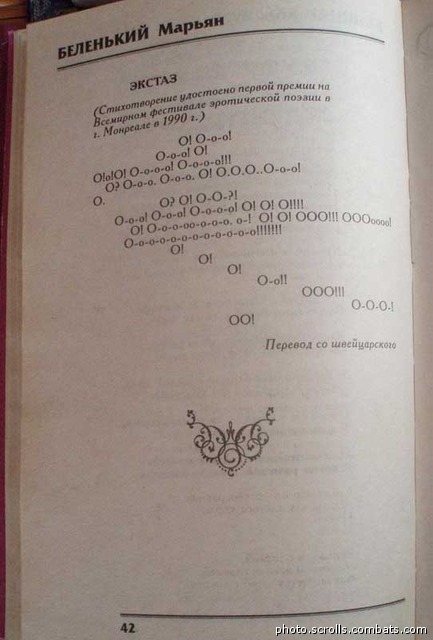 БЕЛЕНЬКИЙ Марьян
ЭКСТАЗ
(Стихотворение удостоено первой премии на
Всемирном фестивале эротической поэзии в
г. Монреале в 1990 г.)
О! О-о-о!
О-о-о! О!
О!о!О! О-о-о-о! О-о-о-о!!!
О? О-о-о. О-о-о. О! О.О.О..О-о-о!
О.
О? О! О-О-?!
О-о-о! О-о-о! О-о-о-о! О! О! О!!!!
О! О-о-о-оо-о-о-о. о-! О! О! ООО!!! ОООоооо!
О-о-о-о-о-о-о-о-о-о-о!!!!!!!
О!
О!
О!
О-о!!
ООО!!!
О-О-О-!
ОО!
Перевод со швейцарского
42
photo.scrolls.combats.com